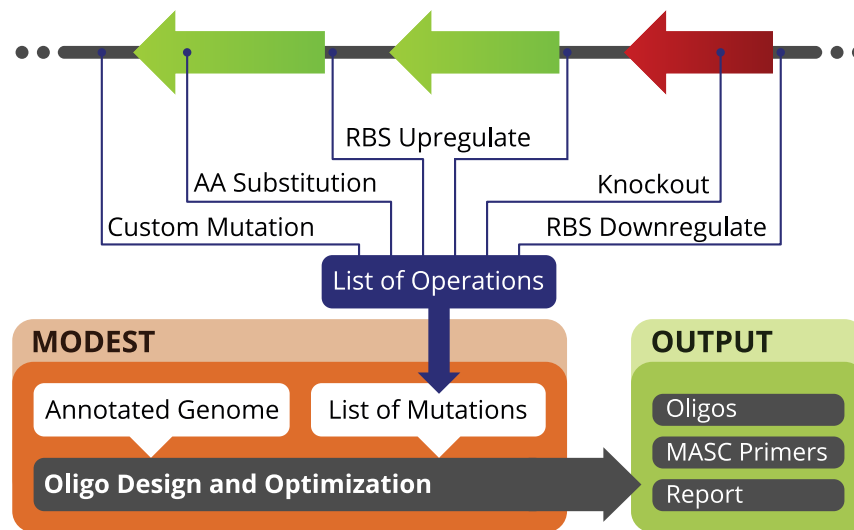 RBS Upregulate
AA Substitution
Knockout
Custom Mutation
RBS Downregulate
List of Operations
MODEST
OUTPUT
Annotated Genome
List of Mutations
Oligos
MASC Primers
Oligo Design and Optimization
Report